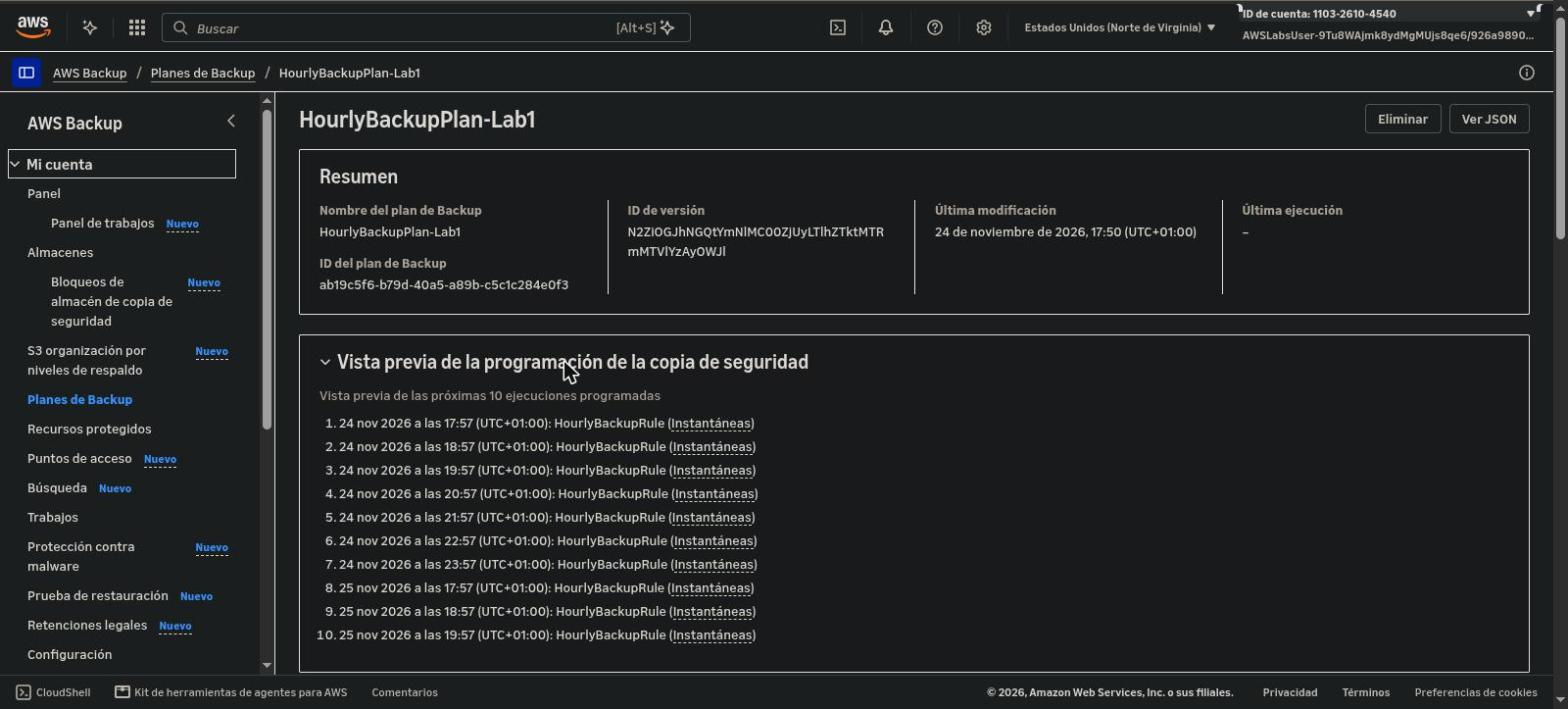 aws
Buscar
[Alt+S]
Estados Unidos (Norte de Virginia)
ID de cuenta: 1103-2610-4540
AWSLabsUser-9Tu8WAjmk8ydMgMUjs8qe6/926a9890...
AWS Backup / Planes de Backup / HourlyBackupPlan-Lab1
AWS Backup
Mi cuenta
Panel
Panel de trabajos Nuevo
Almacenes
Bloqueos de Nuevo
almacén de copia de
seguridad
S3 organización por Nuevo
niveles de respaldo
Planes de Backup
Recursos protegidos
Puntos de acceso Nuevo
Búsqueda Nuevo
Trabajos
Protección contra Nuevo
malware
Prueba de restauración Nuevo
Retenciones legales Nuevo
Configuración
HourlyBackupPlan-Lab1
Eliminar
Ver JSON
Resumen
Nombre del plan de Backup
HourlyBackupPlan-Lab1
ID del plan de Backup
ab19c5f6-b79d-40a5-a89b-c5c1c284e0f3
ID de versión
N2ZIOGJhNGQtYmNlMC00ZjUyLTlhZTktMTR
mMTVlYzAyOWJl
Última modificación
24 de noviembre de 2026, 17:50 (UTC+01:00)
Última ejecución
–
Vista previa de la programación de la copia de seguridad
Vista previa de las próximas 10 ejecuciones programadas
1. 24 nov 2026 a las 17:57 (UTC+01:00): HourlyBackupRule (Instantáneas)
2. 24 nov 2026 a las 18:57 (UTC+01:00): HourlyBackupRule (Instantáneas)
3. 24 nov 2026 a las 19:57 (UTC+01:00): HourlyBackupRule (Instantáneas)
4. 24 nov 2026 a las 20:57 (UTC+01:00): HourlyBackupRule (Instantáneas)
5. 24 nov 2026 a las 21:57 (UTC+01:00): HourlyBackupRule (Instantáneas)
6. 24 nov 2026 a las 22:57 (UTC+01:00): HourlyBackupRule (Instantáneas)
7. 24 nov 2026 a las 23:57 (UTC+01:00): HourlyBackupRule (Instantáneas)
8. 25 nov 2026 a las 17:57 (UTC+01:00): HourlyBackupRule (Instantáneas)
9. 25 nov 2026 a las 18:57 (UTC+01:00): HourlyBackupRule (Instantáneas)
10. 25 nov 2026 a las 19:57 (UTC+01:00): HourlyBackupRule (Instantáneas)
CloudShell
Kit de herramientas de agentes para AWS
Comentarios
© 2026, Amazon Web Services, Inc. o sus filiales.
Privacidad
Términos
Preferencias de cookies